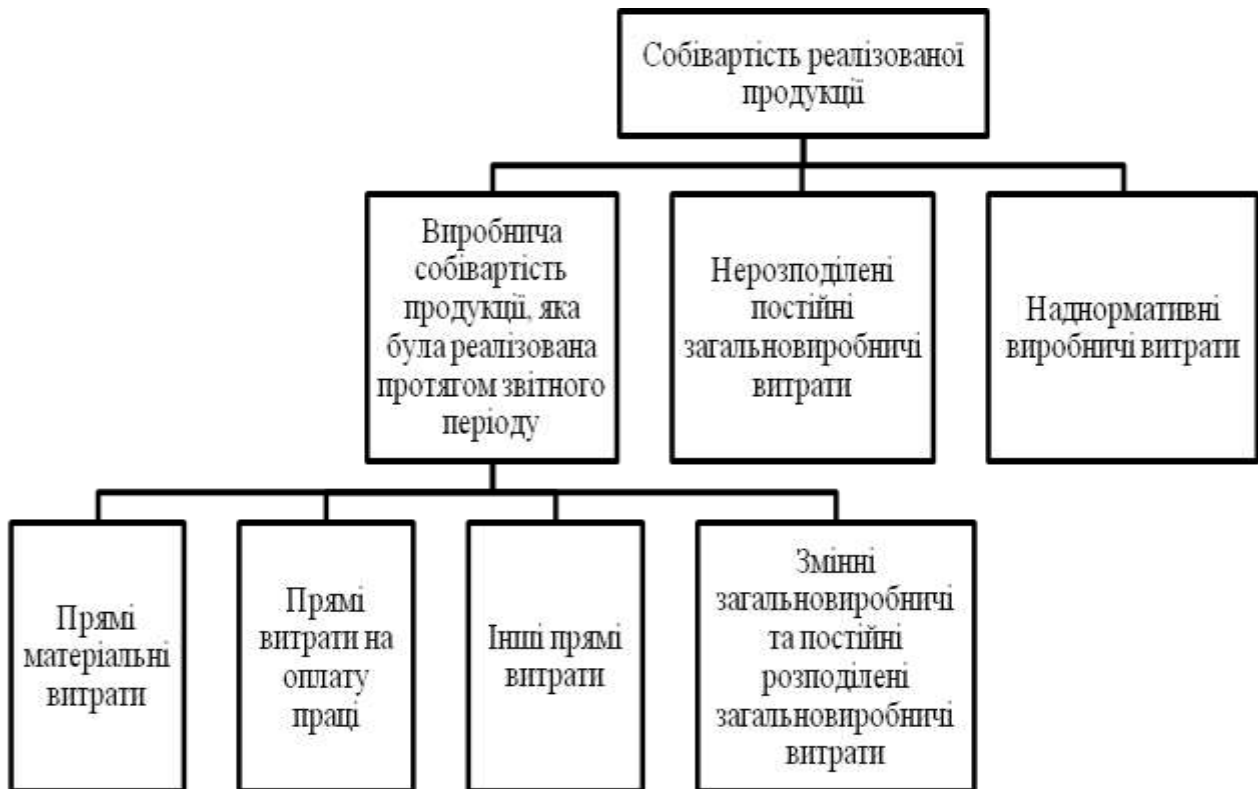 Собівартість реалізованої
продукції
Виробнича
собівартість
продукції, яка
була реалізована
протягом звітного
періоду
Нерозподілені
постійні
загальновиробничі
витрати
Наднормативні
виробничі витрати
Прямі
матеріальні
витрати
Прямі
витрати на
оплату
праці
Інші прямі
витрати
Змінні
загальновиробничі
та постійні
розподілені
загальновиробничі
витрати